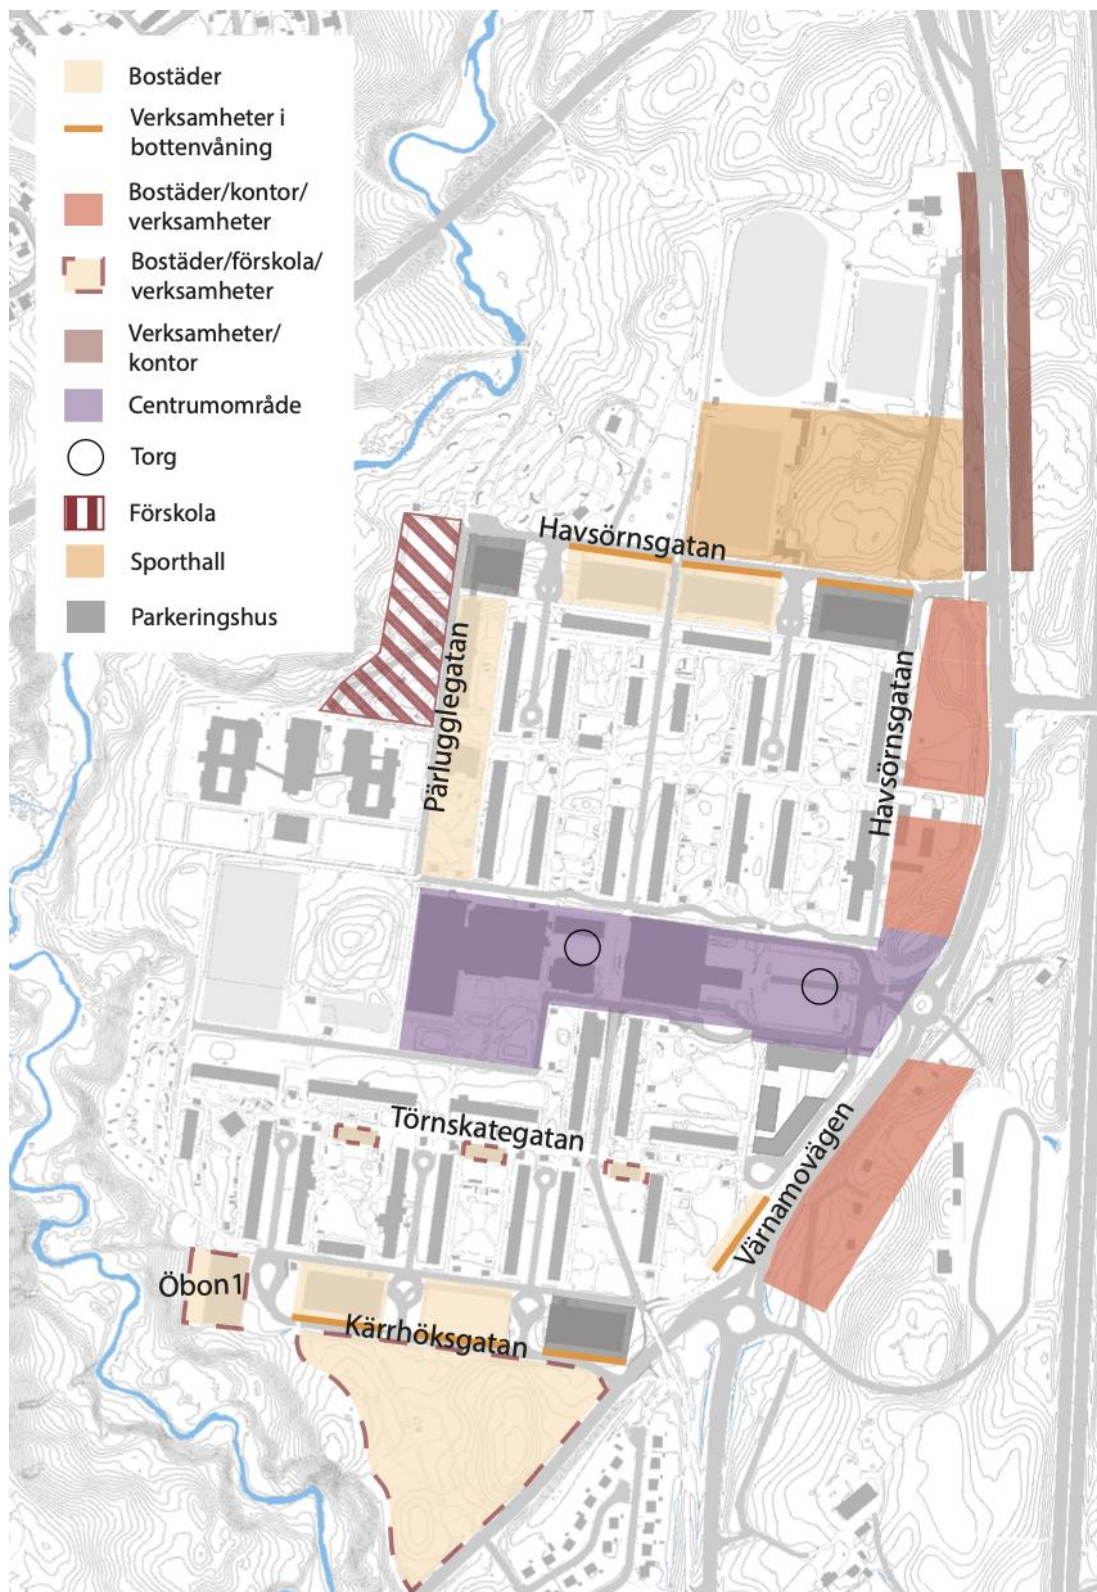 Bostäder
Verksamheter i
bottenvåning
Bostäder/kontor/
verksamheter
Bostäder/förskola/
verksamheter
Verksamheter/
kontor
Centrumområde
Torg
Förskola
Sporthall
Parkeringshus
Havsörnsgatan
Pärlugglegatan
Havsörnsgatan
Törnskategatan
Värnamovägen
Öbon1
Kärrhöksgatan